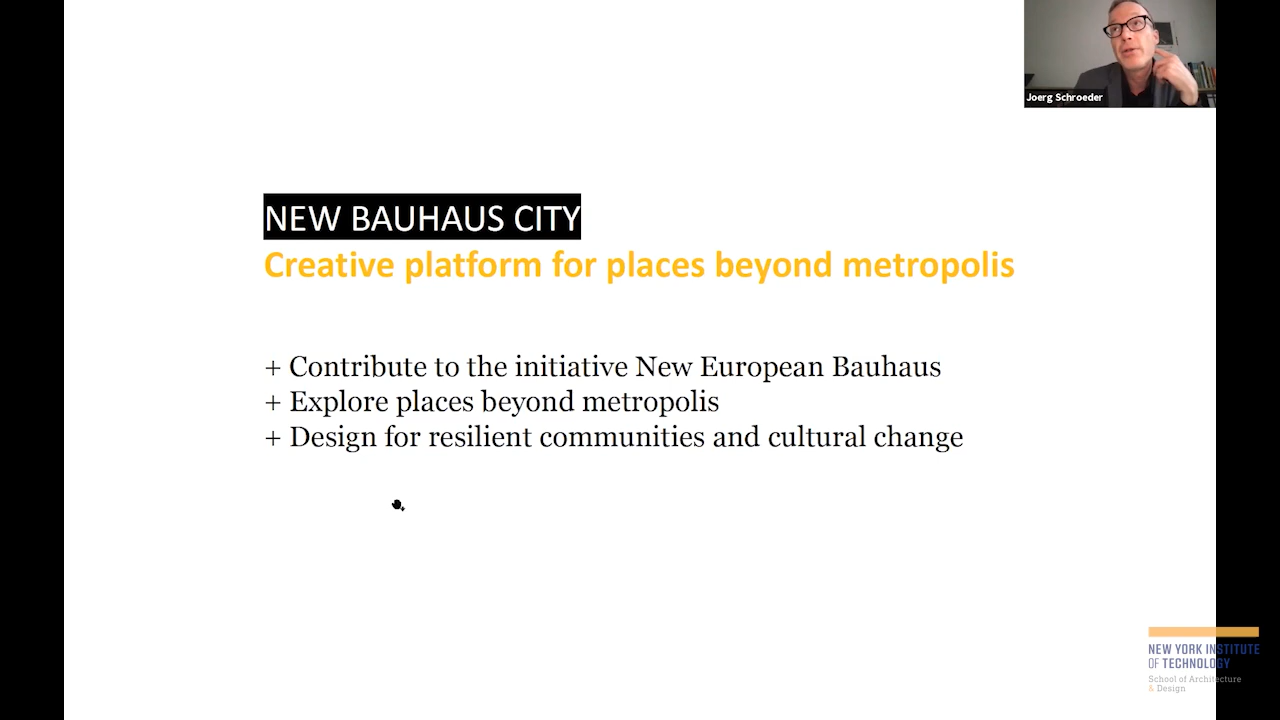 Joerg Schroeder
NEW BAUHAUS CITY
Creative platform for places beyond metropolis
+ Contribute to the initiative New European Bauhaus
+ Explore places beyond metropolis
+ Design for resilient communities and cultural change
NEW YORK INSTITUTE
OF TECHNOLOGY
School of Architecture
& Design